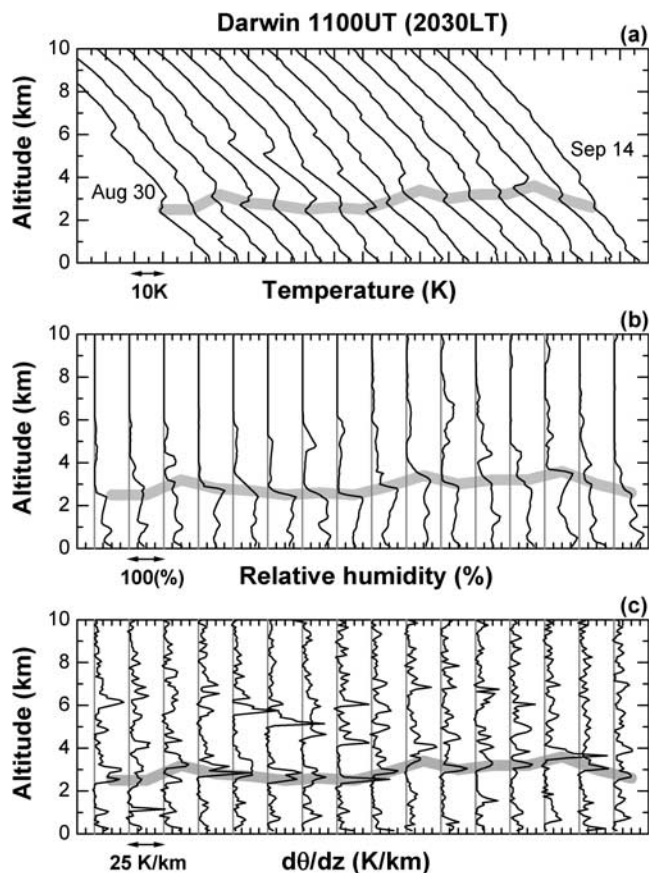 Darwin 1100UT (2030LT)
(a)
10
8
6
4
2
0
Altitude (km)
Aug 30
Sep 14
10K
Temperature (K)
(b)
10
8
6
4
2
0
Altitude (km)
100(%)
Relative humidity (%)
(c)
10
8
6
4
2
0
Altitude (km)
25 K/km
dθ/dz (K/km)